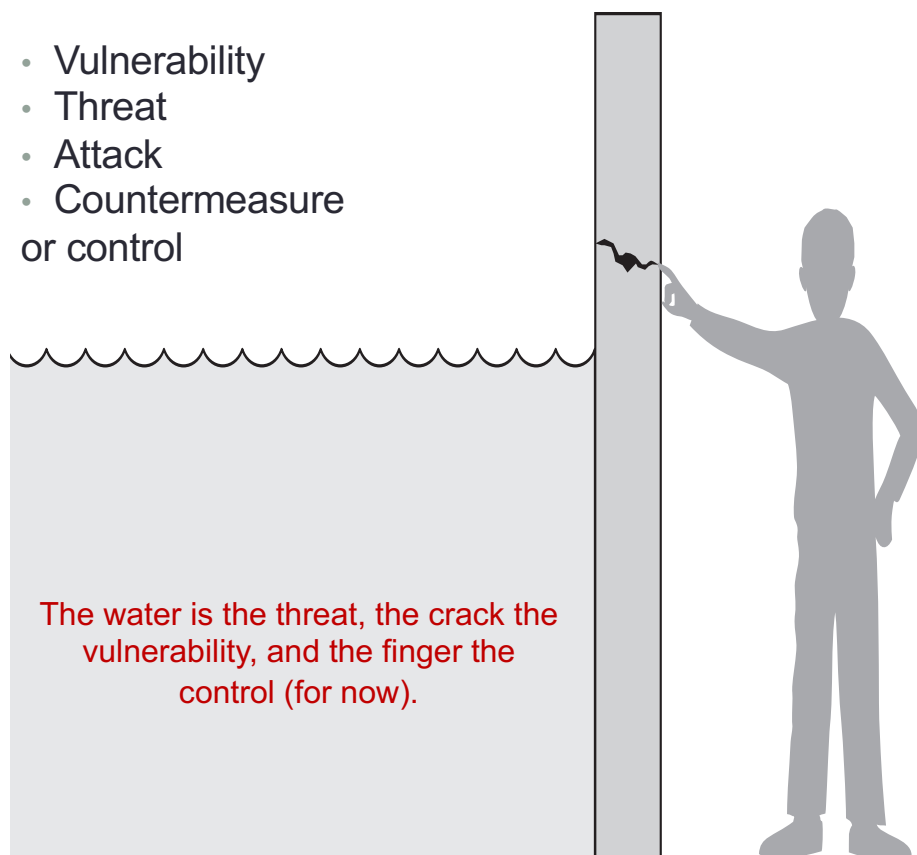 • Vulnerability
• Threat
• Attack
• Countermeasure
or control
The water is the threat, the crack the
vulnerability, and the finger the
control (for now).